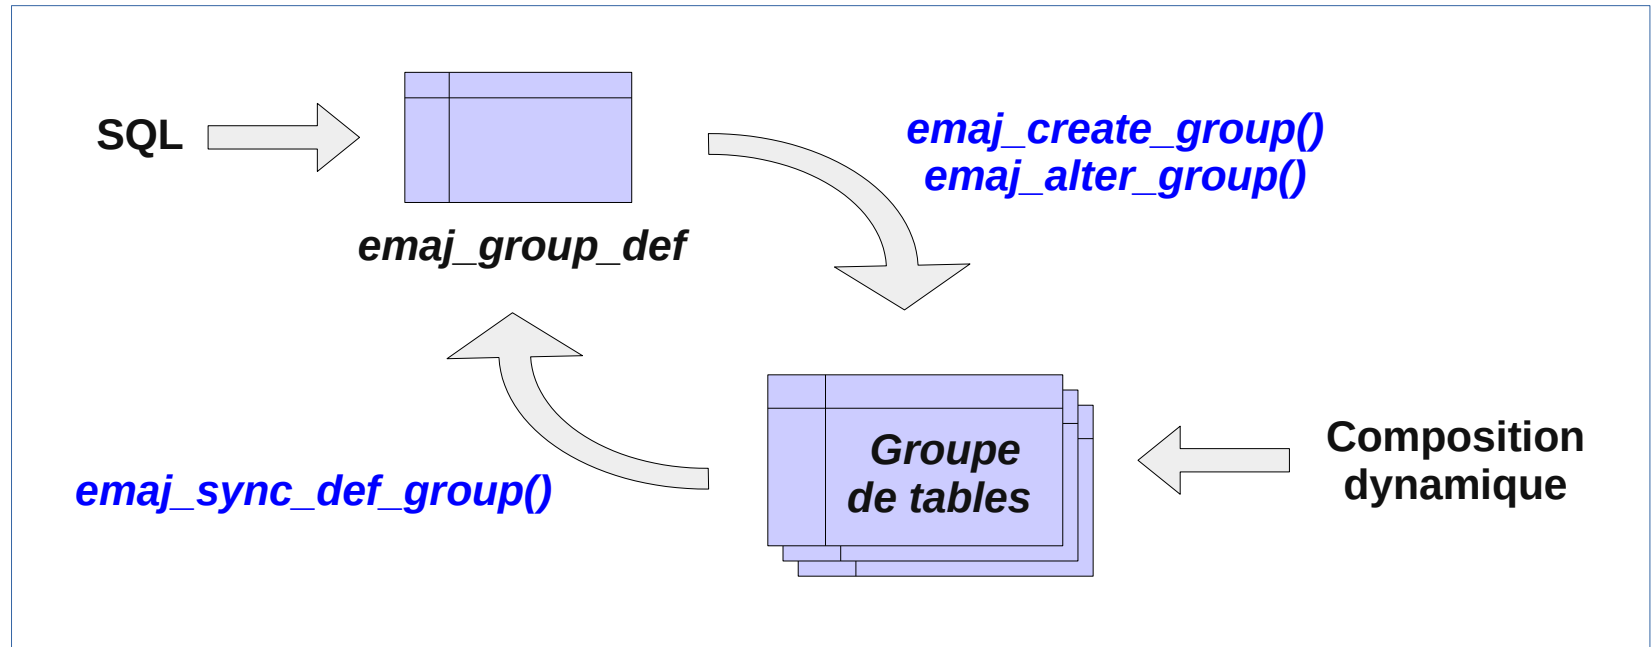 SQL
emaj_create_group()
emaj_alter_group()
emaj_group_def
emaj_sync_def_group()
Groupe
de tables
Composition
dynamique